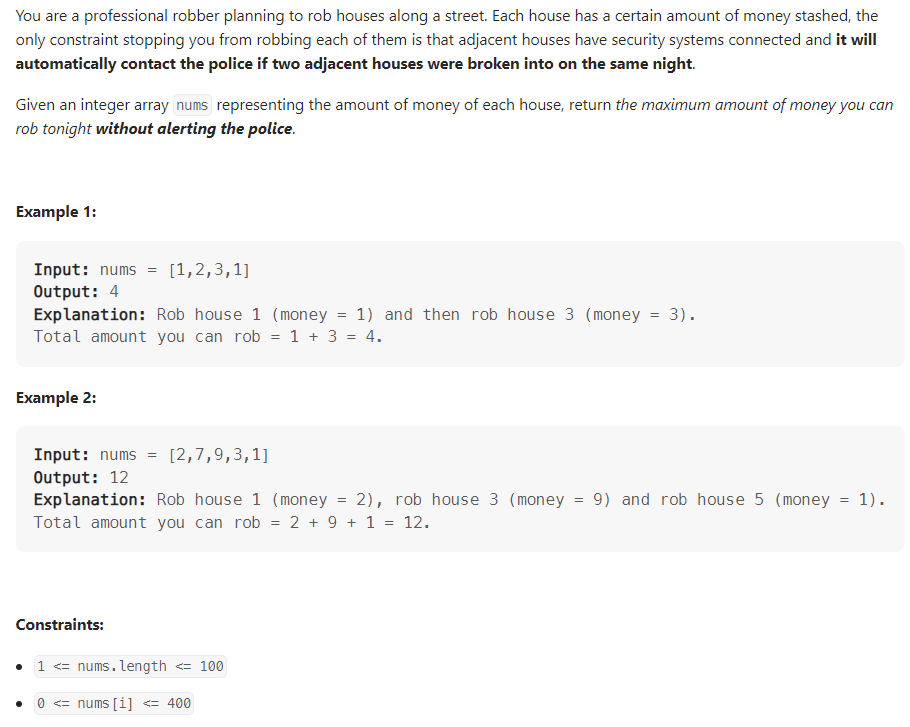 You are a professional robber planning to rob houses along a street. Each house has a certain amount of money stashed, the
only constraint stopping you from robbing each of them is that adjacent houses have security systems connected and it will
automatically contact the police if two adjacent houses were broken into on the same night.
Given an integer array nums representing the amount of money of each house, return the maximum amount of money you can
rob tonight without alerting the police.
Example 1:
Input: nums = [1,2,3,1]
Output: 4
Explanation: Rob house 1 (money = 1) and then rob house 3 (money = 3).
Total amount you can rob = 1 + 3 = 4.
Example 2:
Input: nums = [2,7,9,3,1]
Output: 12
Explanation: Rob house 1 (money = 2), rob house 3 (money = 9) and rob house 5 (money = 1).
Total amount you can rob = 2 + 9 + 1 = 12.
Constraints:
• 1 <= nums.length <= 100
• 0 <= nums[i] <= 400